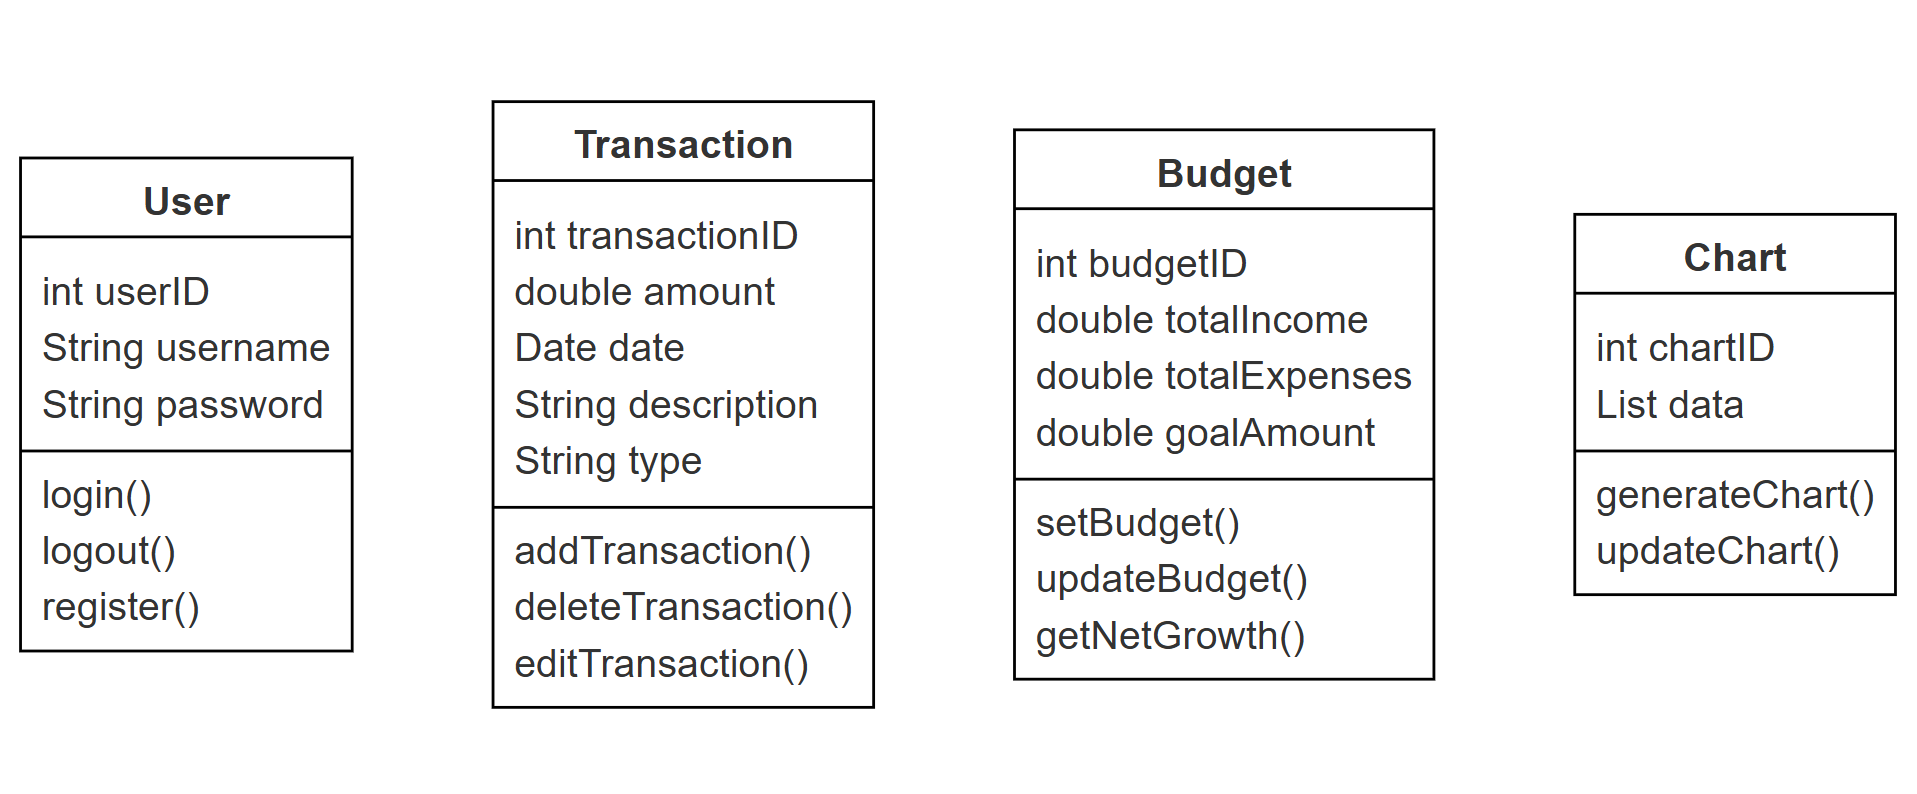 User
int userID
String username
String password
login()
logout()
register()
Transaction
int transactionID
double amount
Date date
String description
String type
addTransaction()
deleteTransaction()
editTransaction()
Budget
int budgetID
double totalIncome
double totalExpenses
double goalAmount
setBudget()
updateBudget()
getNetGrowth()
Chart
int chartID
List data
generateChart()
updateChart()